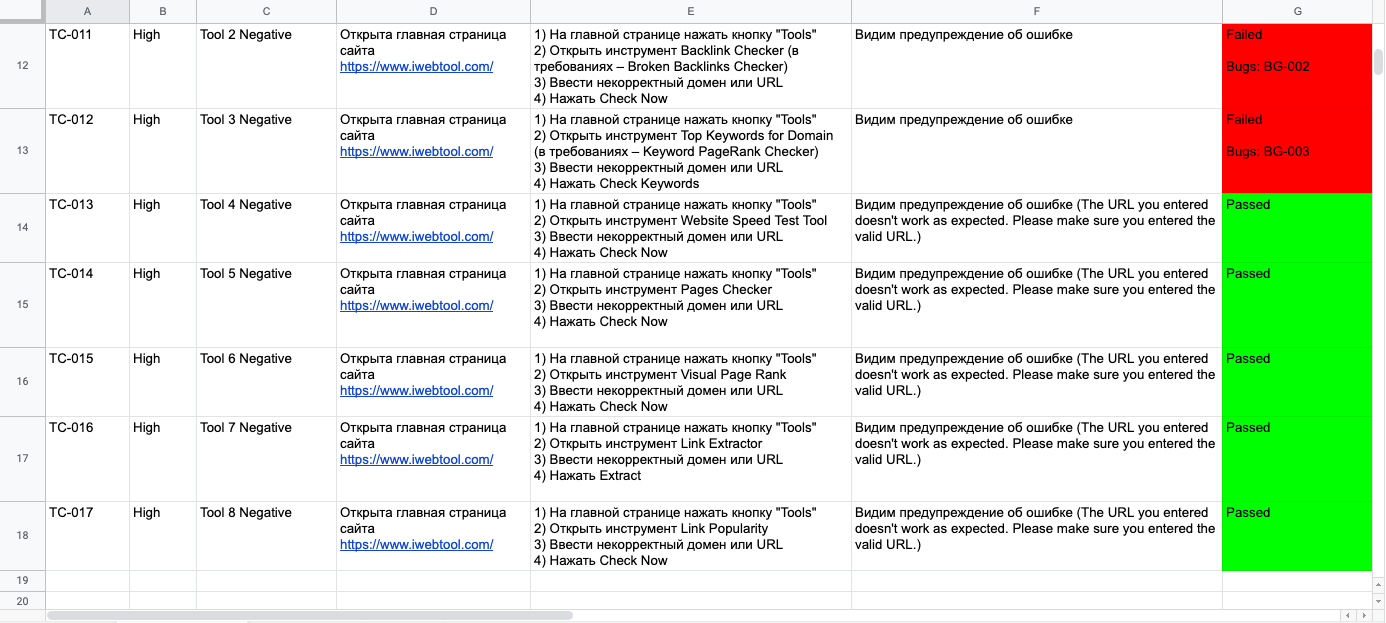 A B C D E F G
12
TC-011
High
Tool 2 Negative
Открыта главная страница
сайта
https://www.iwebtool.com/
1) На главной странице нажать кнопку "Tools"
2) Открыть инструмент Backlink Checker (в
требованиях – Broken Backlinks Checker)
3) Ввести некорректный домен или URL
4) Нажать Check Now
Видим предупреждение об ошибке
Failed
Bugs: BG-002
13
TC-012
High
Tool 3 Negative
Открыта главная страница
сайта
https://www.iwebtool.com/
1) На главной странице нажать кнопку "Tools"
2) Открыть инструмент Top Keywords for Domain
(в требованиях – Keyword PageRank Checker)
3) Ввести некорректный домен или URL
4) Нажать Check Keywords
Видим предупреждение об ошибке
Failed
Bugs: BG-003
14
TC-013
High
Tool 4 Negative
Открыта главная страница
сайта
https://www.iwebtool.com/
1) На главной странице нажать кнопку "Tools"
2) Открыть инструмент Website Speed Test Tool
3) Ввести некорректный домен или URL
4) Нажать Check Now
Видим предупреждение об ошибке (The URL you entered
doesn't work as expected. Please make sure you entered the
valid URL.)
Passed
15
TC-014
High
Tool 5 Negative
Открыта главная страница
сайта
https://www.iwebtool.com/
1) На главной странице нажать кнопку "Tools"
2) Открыть инструмент Pages Checker
3) Ввести некорректный домен или URL
4) Нажать Check Now
Видим предупреждение об ошибке (The URL you entered
doesn't work as expected. Please make sure you entered the
valid URL.)
Passed
16
TC-015
High
Tool 6 Negative
Открыта главная страница
сайта
https://www.iwebtool.com/
1) На главной странице нажать кнопку "Tools"
2) Открыть инструмент Visual Page Rank
3) Ввести некорректный домен или URL
4) Нажать Check Now
Видим предупреждение об ошибке (The URL you entered
doesn't work as expected. Please make sure you entered the
valid URL.)
Passed
17
TC-016
High
Tool 7 Negative
Открыта главная страница
сайта
https://www.iwebtool.com/
1) На главной странице нажать кнопку "Tools"
2) Открыть инструмент Link Extractor
3) Ввести некорректный домен или URL
4) Нажать Extract
Видим предупреждение об ошибке (The URL you entered
doesn't work as expected. Please make sure you entered the
valid URL.)
Passed
18
TC-017
High
Tool 8 Negative
Открыта главная страница
сайта
https://www.iwebtool.com/
1) На главной странице нажать кнопку "Tools"
2) Открыть инструмент Link Popularity
3) Ввести некорректный домен или URL
4) Нажать Check Now
Видим предупреждение об ошибке (The URL you entered
doesn't work as expected. Please make sure you entered the
valid URL.)
Passed
19
20